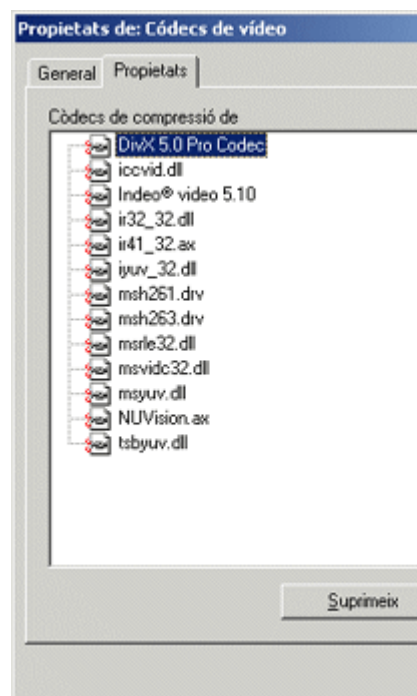 Propietats de: Códecs de vídeo
General Propietats
Còdecs de compressió de
DivX 5.0 Pro Codec
iccvid.dll
Indeo® video 5.10
ir32_32.dll
ir41_32.ax
iyuv_32.dll
msh261.drv
msh263.drv
msrle32.dll
msvidc32.dll
msyuv.dll
NUVision.ax
tsbyuv.dll
Suprimeix